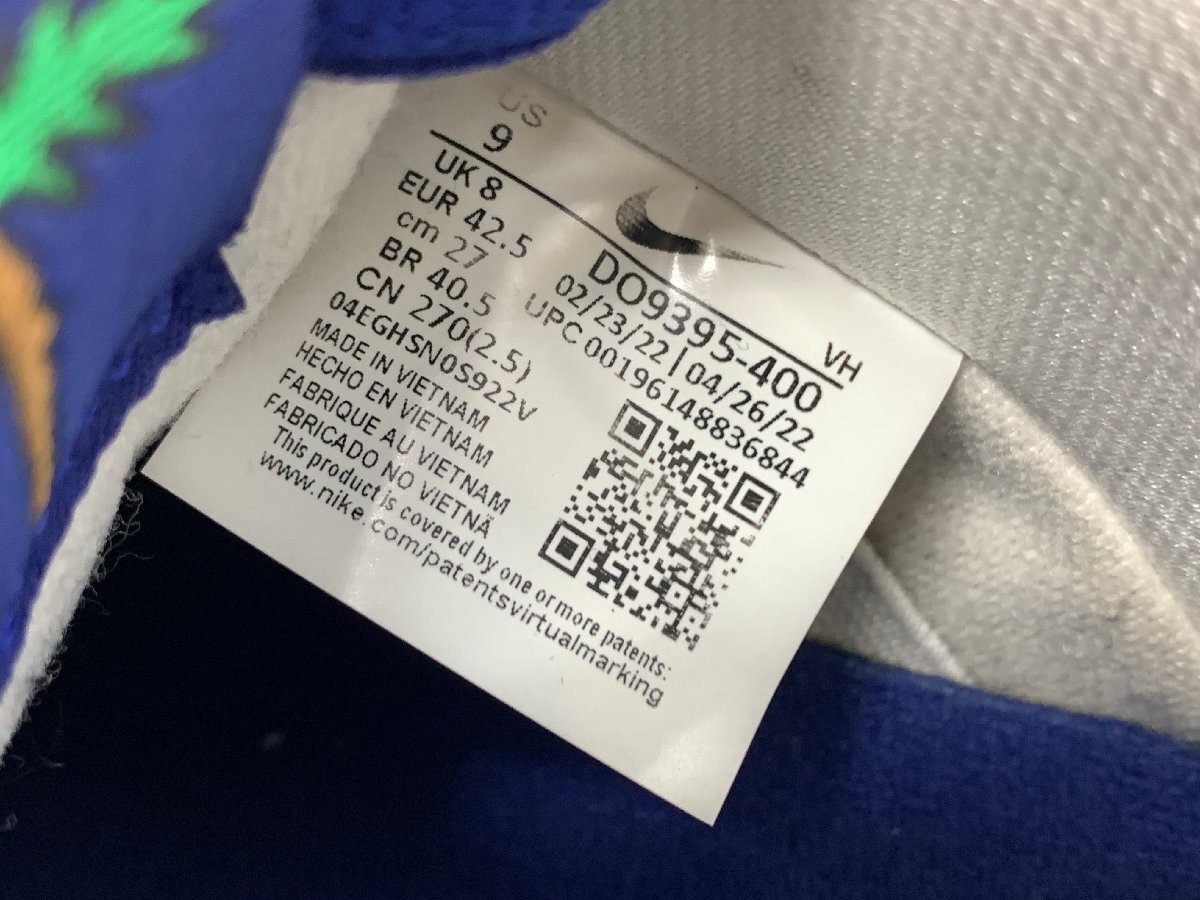 US
9
UK 8
EUR 42.5
cm 27
BR 40.5
CN 270(2.5)
04EGHSN0S922V
VH
DO9395-400
02/23/22 | 04/26/22
UPC 00196148836844
MADE IN VIETNAM
HECHO EN VIETNAM
FABRIQUE AU VIETNAM
FABRICADO NO VIETNÃ
This product is covered by one or more patents:
www.nike.com/patentsvirtualmarking